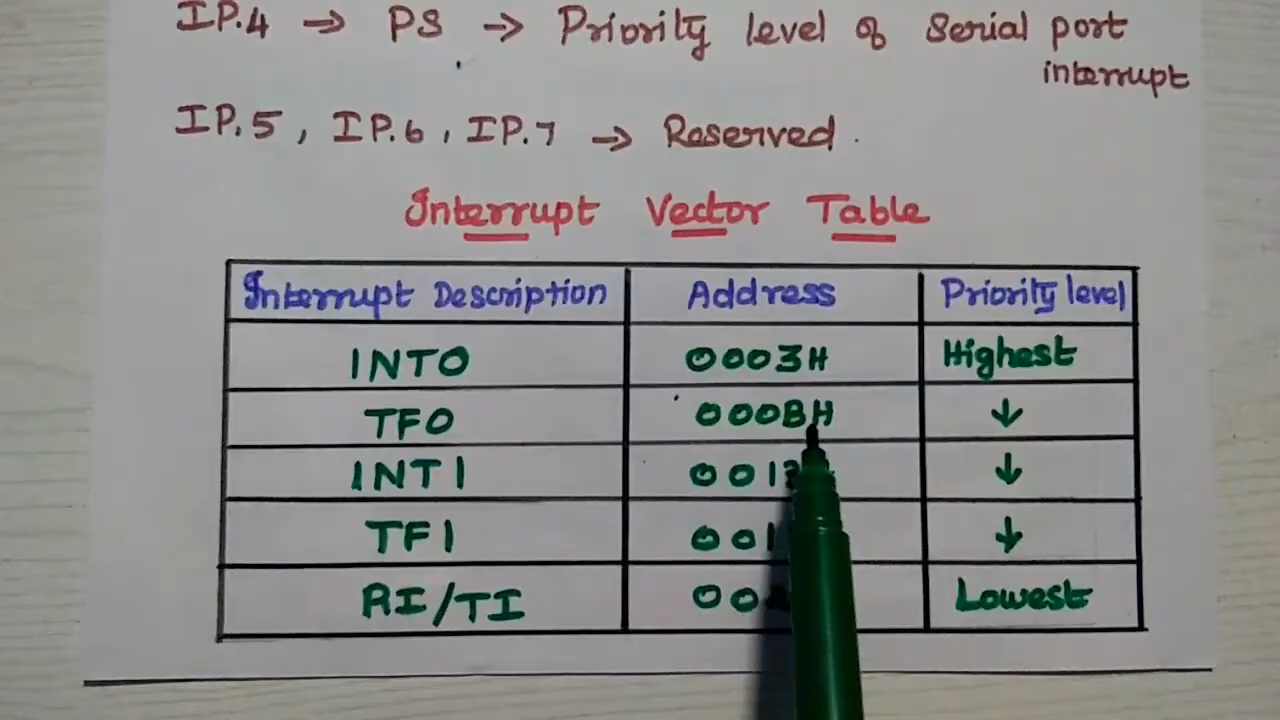 IP.4 → PS → Priority level of Serial port
interrupt
IP.5, IP.6, IP.7 → Reserved.
Interrupt Vector Table
Interrupt Description Address Priority level
INT0 0003H Highest
TF0 000BH ↓
INT1 ↓
TF1 ↓
RI/TI Lowest